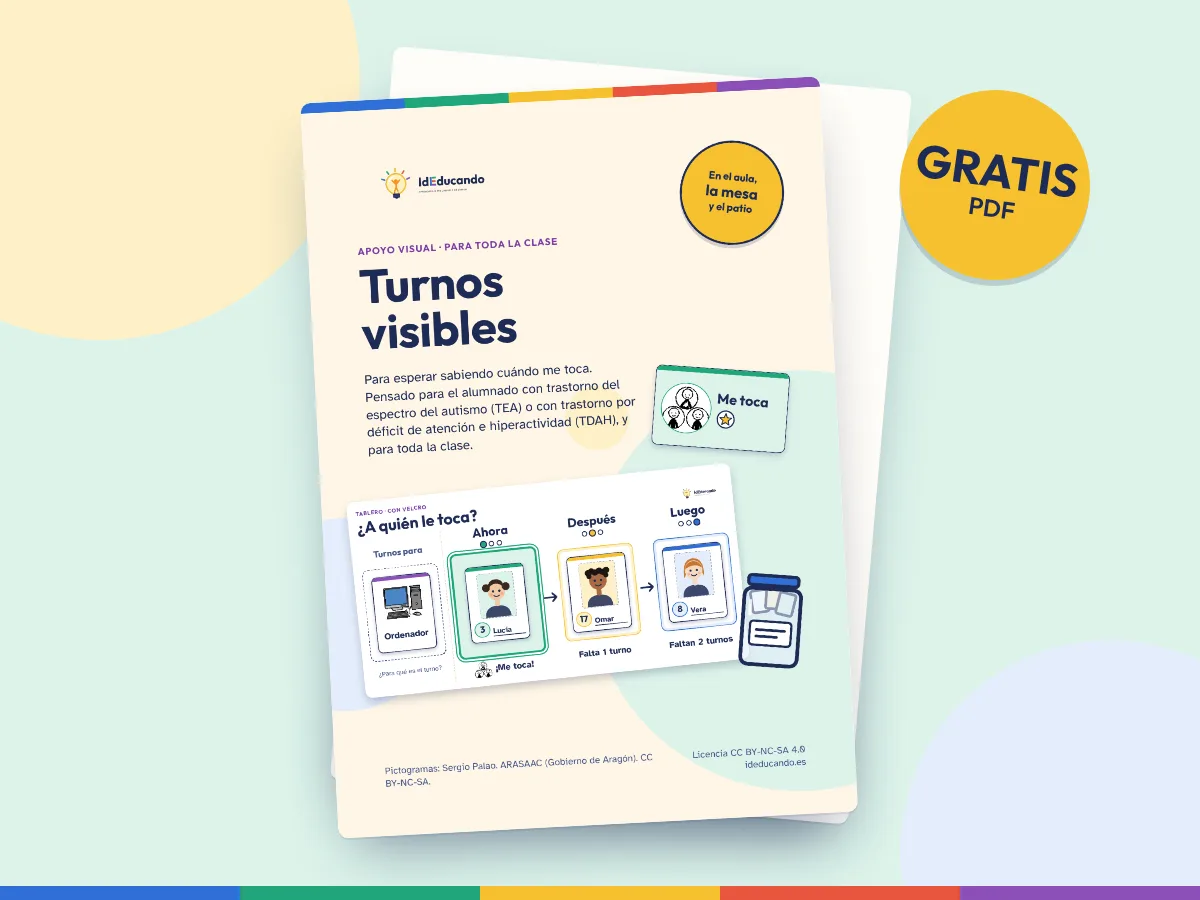 IdEducando
En el aula,
la mesa
y el patio
GRATIS
PDF
APOYO VISUAL · PARA TODA LA CLASE
Turnos
visibles
Para esperar sabiendo cuándo me toca.
Pensado para el alumnado con trastorno del
espectro del autismo (TEA) o con trastorno por
déficit de atención e hiperactividad (TDAH), y
para toda la clase.
Me toca
TABLERO · CON VELCRO
¿A quién le toca?
IdEducando
Turnos para
Ahora
Después
Luego
Ordenador
3 Lucía
17 Omar
8 Vera
¿Para qué es el turno?
¡Me toca!
Falta 1 turno
Faltan 2 turnos
Pictogramas: Sergio Palao. ARASAAC (Gobierno de Aragón). CC
BY-NC-SA.
Licencia CC BY-NC-SA 4.0
ideducando.es